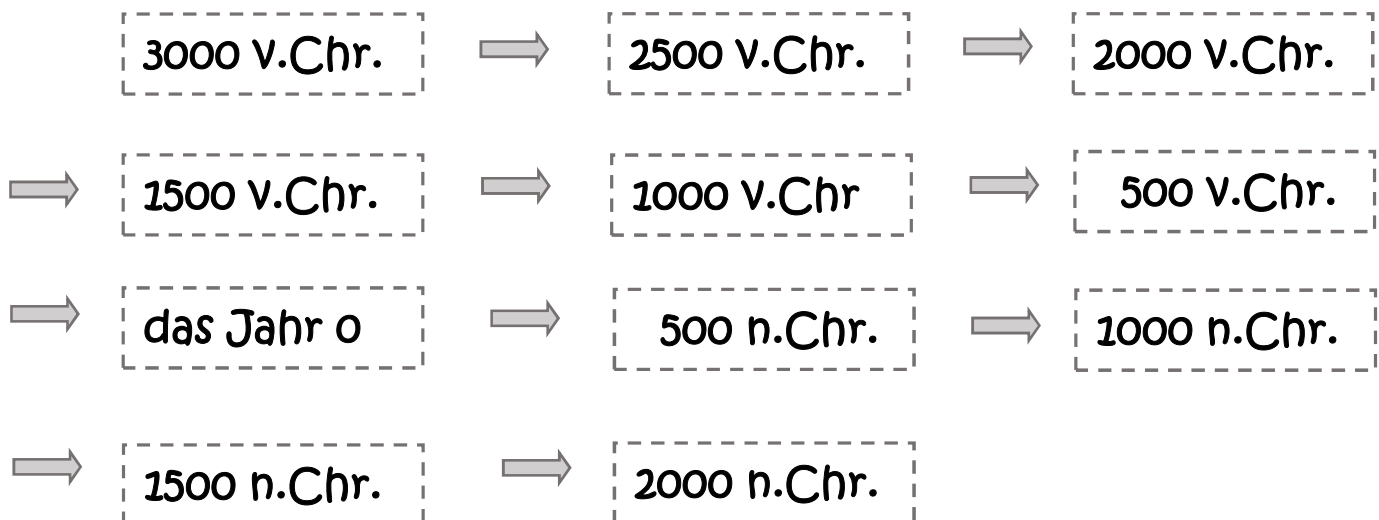 3000 v.Chr.
2500 v.Chr.
2000 v.Chr.
1500 v.Chr.
1000 v.Chr
500 v.Chr.
das Jahr 0
500 n.Chr.
1000 n.Chr.
1500 n.Chr.
2000 n.Chr.